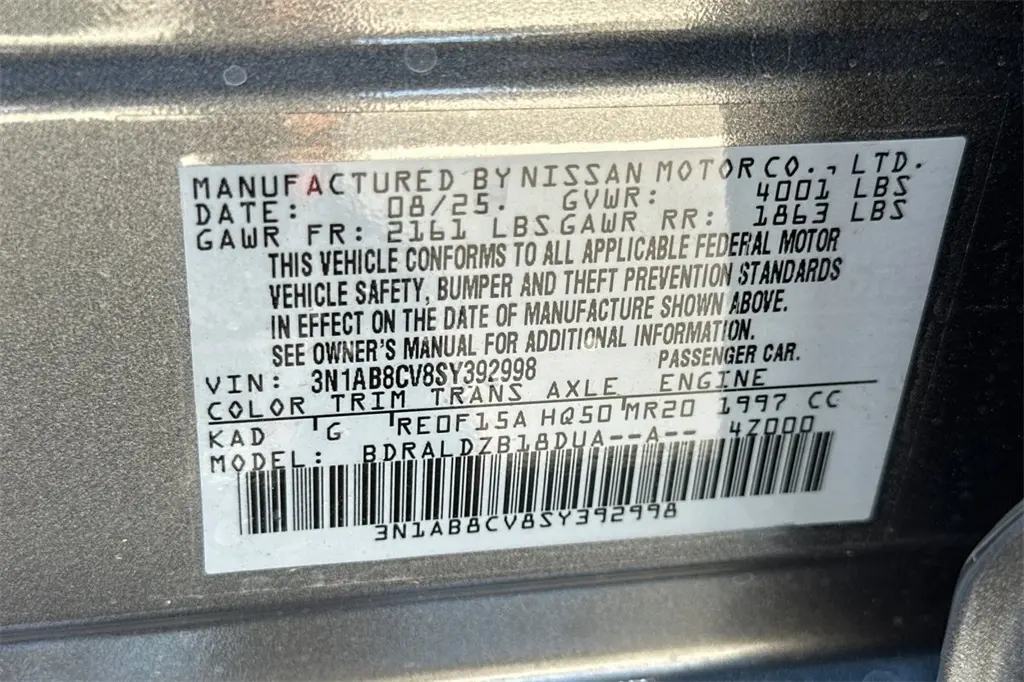 MANUFACTURED BY NISSAN MOTOR CO., LTD.
DATE: 08/25. GVWR: 4001 LBS
GAWR FR: 2161 LBS GAWR RR: 1863 LBS
THIS VEHICLE CONFORMS TO ALL APPLICABLE FEDERAL MOTOR
VEHICLE SAFETY, BUMPER AND THEFT PREVENTION STANDARDS
IN EFFECT ON THE DATE OF MANUFACTURE SHOWN ABOVE.
SEE OWNER'S MANUAL FOR ADDITIONAL INFORMATION.
VIN: 3N1AB8CV8SY392998 PASSENGER CAR.
COLOR TRIM TRANS AXLE ENGINE
KAD G RE0F15A HQ50 MR20 1997 CC
MODEL: BDRALDZB18DUA--A-- 47000
3N1AB8CV8SY392998